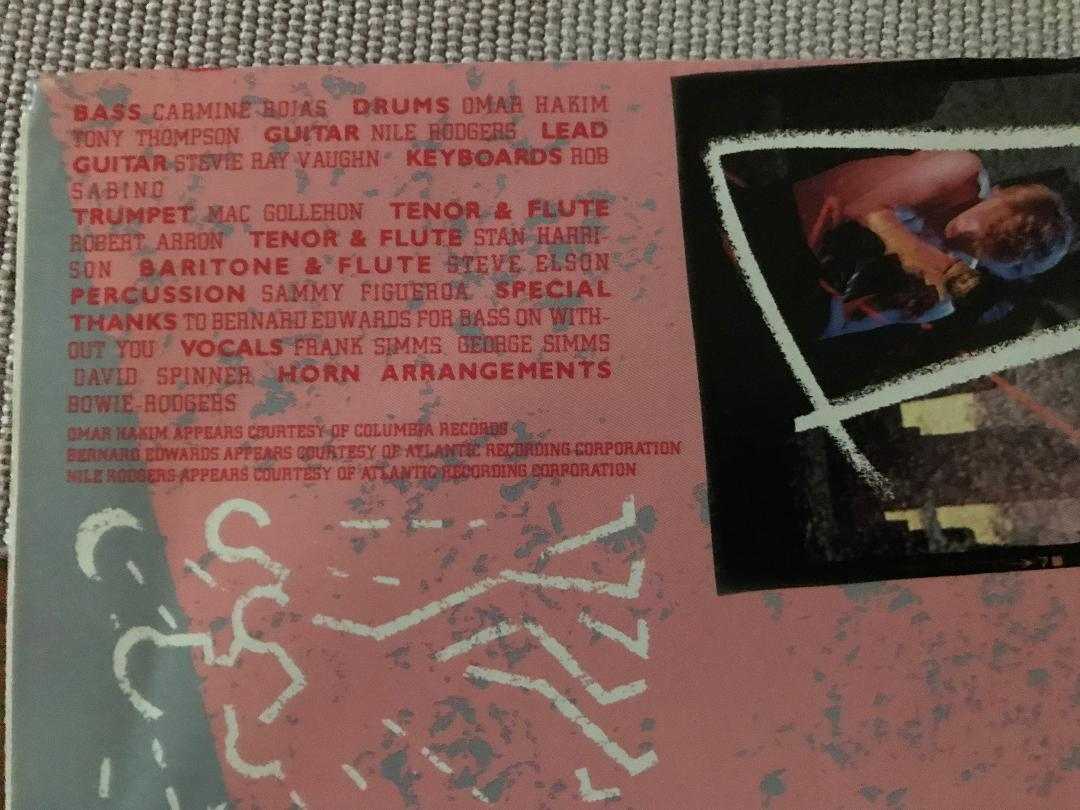 BASS CARMINE ROJAS DRUMS OMAR HAKIM
TONY THOMPSON GUITAR NILE RODGERS LEAD
GUITAR STEVIE RAY VAUGHN KEYBOARDS ROB
SABINO
TRUMPET MAC GOLLEHON TENOR & FLUTE
ROBERT ARRON TENOR & FLUTE STAN HARRI-
SON BARITONE & FLUTE STEVE ELSON
PERCUSSION SAMMY FIGUEROA SPECIAL
THANKS TO BERNARD EDWARDS FOR BASS ON WITH-
OUT YOU VOCALS FRANK SIMMS GEORGE SIMMS
DAVID SPINNER HORN ARRANGEMENTS
BOWIE-RODGERS
OMAR HAKIM APPEARS COURTESY OF COLUMBIA RECORDS
BERNARD EDWARDS APPEARS COURTESY OF ATLANTIC RECORDING CORPORATION
NILE RODGERS APPEARS COURTESY OF ATLANTIC RECORDING CORPORATION